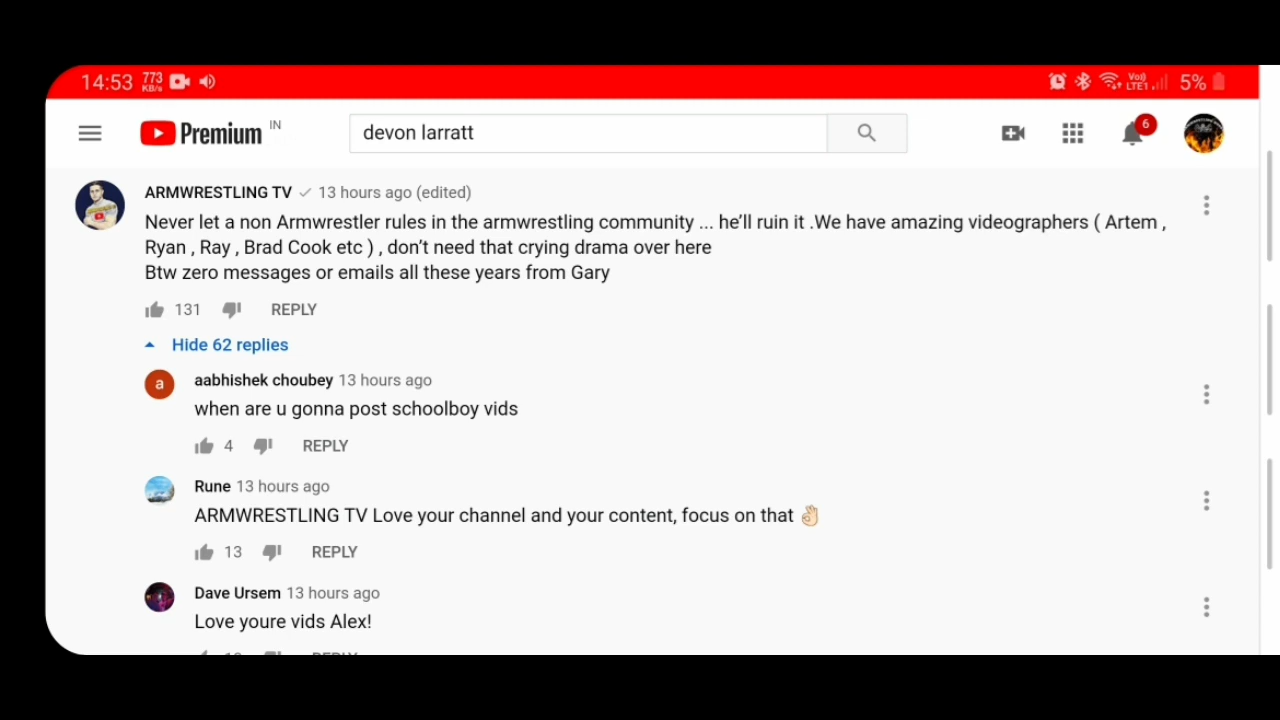 14:53 773 KB/s Vo) LTE1 5%
Premium IN devon larratt 6
ARMWRESTLING TV 13 hours ago (edited)
Never let a non Armwrestler rules in the armwrestling community ... he'll ruin it .We have amazing videographers ( Artem ,
Ryan , Ray , Brad Cook etc ) , don't need that crying drama over here
Btw zero messages or emails all these years from Gary
131 REPLY
Hide 62 replies
a aabhishek choubey 13 hours ago
when are u gonna post schoolboy vids
4 REPLY
Rune 13 hours ago
ARMWRESTLING TV Love your channel and your content, focus on that 👌🏻
13 REPLY
Dave Ursem 13 hours ago
Love youre vids Alex!
REPLY